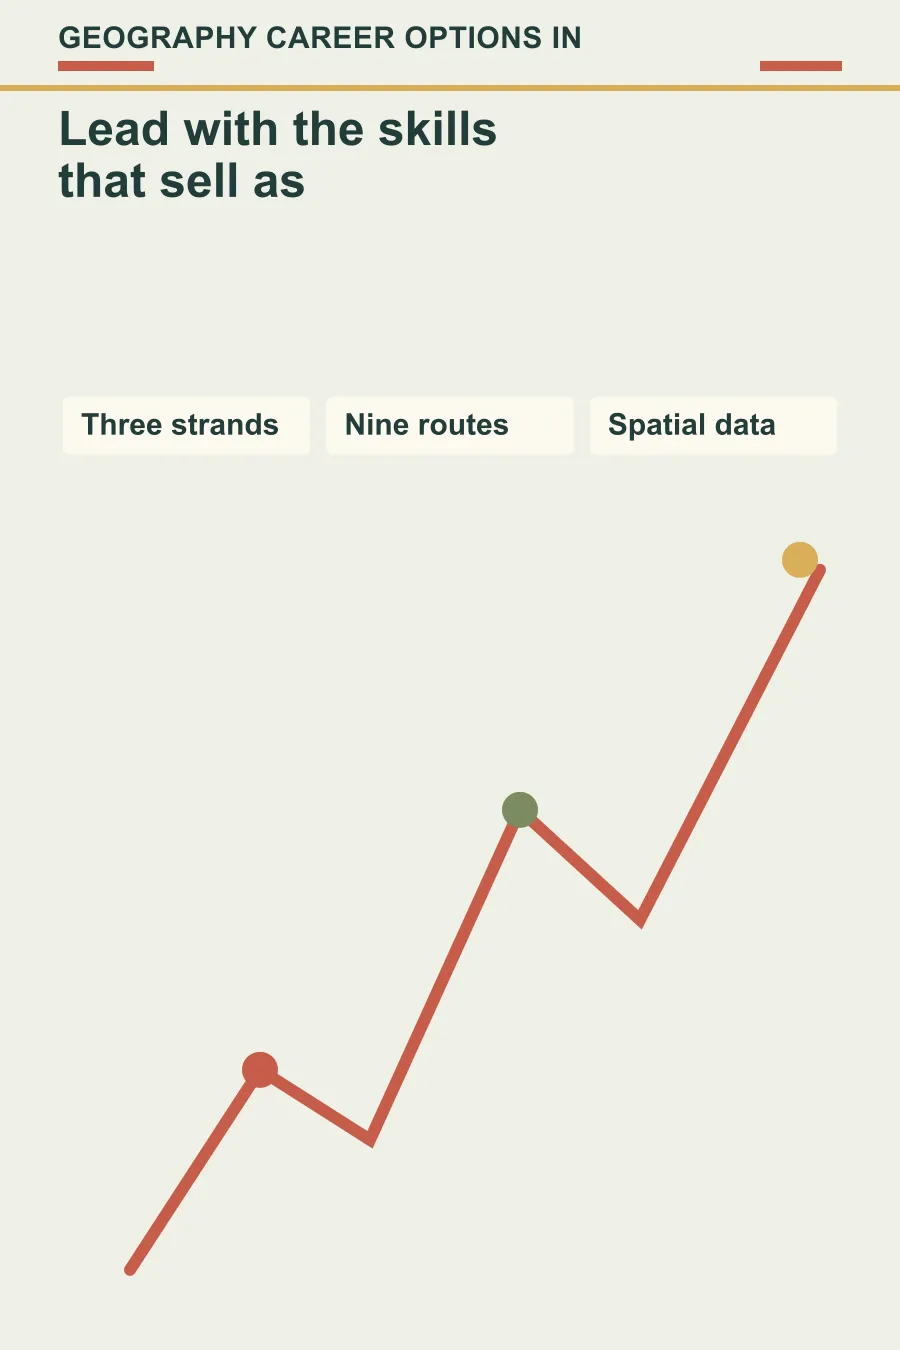 GEOGRAPHY CAREER OPTIONS IN
Lead with the skills
that sell as
Three strands
Nine routes
Spatial data